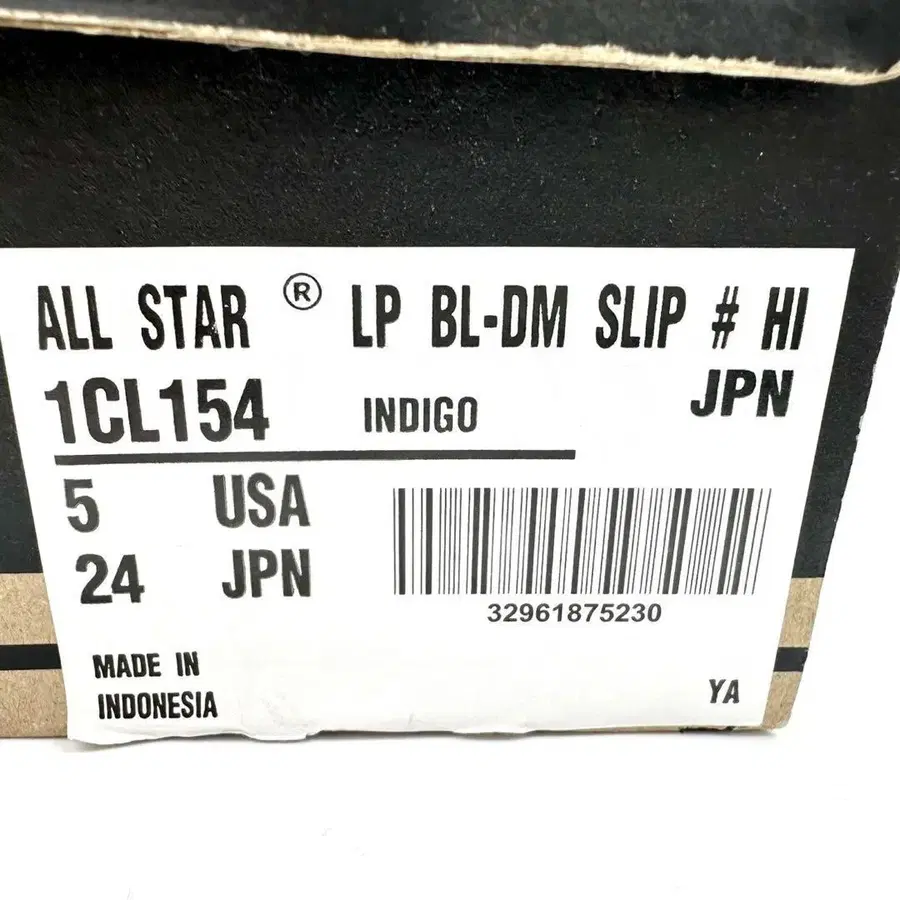 ALL STAR ® LP BL-DM SLIP # HI
1CL154 INDIGO JPN
5 USA
24 JPN
32961875230
MADE IN
INDONESIA
YA